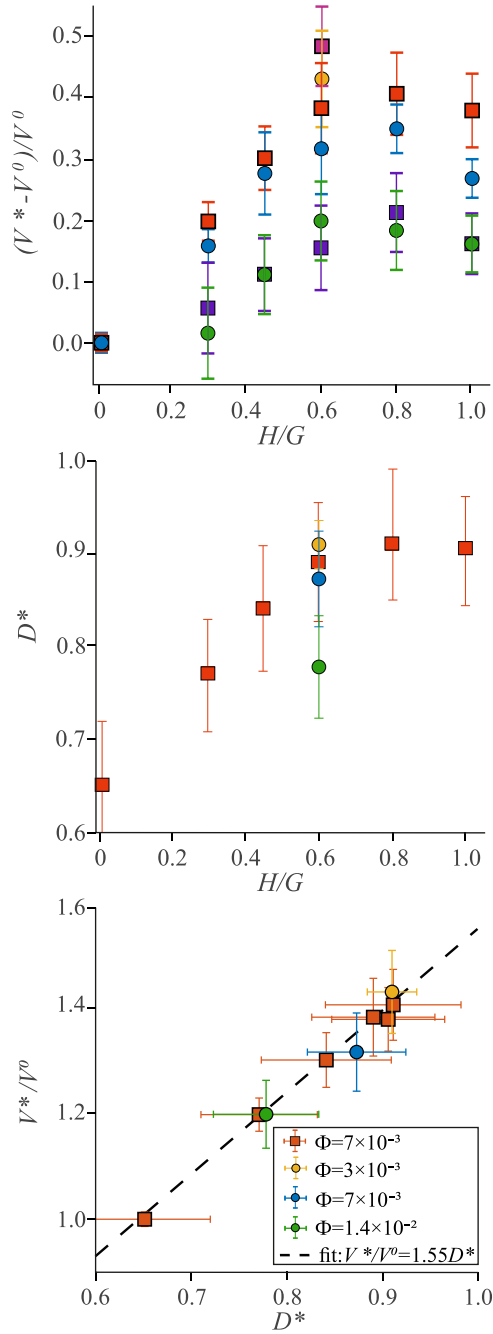 0.5
0.4
0.3
0.2
0.1
0.0
(V*-V⁰)/V⁰
0 0.2 0.4 0.6 0.8 1.0
H/G
1.0
0.9
0.8
0.7
0.6
D*
0 0.2 0.4 0.6 0.8 1.0
H/G
1.6
1.4
1.2
1.0
V*/V⁰
Φ=7×10⁻³
Φ=3×10⁻³
Φ=7×10⁻³
Φ=1.4×10⁻²
fit:V*/V⁰=1.55D*
0.6 0.7 0.8 0.9 1.0
D*